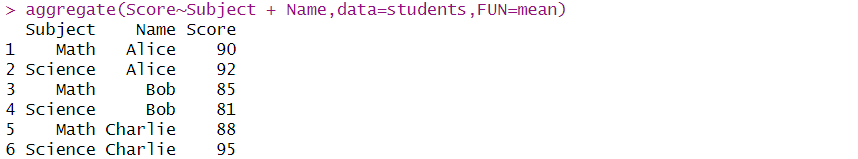 > aggregate(Score~Subject + Name,data=students,FUN=mean)
  Subject    Name Score
1    Math   Alice    90
2 Science   Alice    92
3    Math     Bob    85
4 Science     Bob    81
5    Math Charlie    88
6 Science Charlie    95